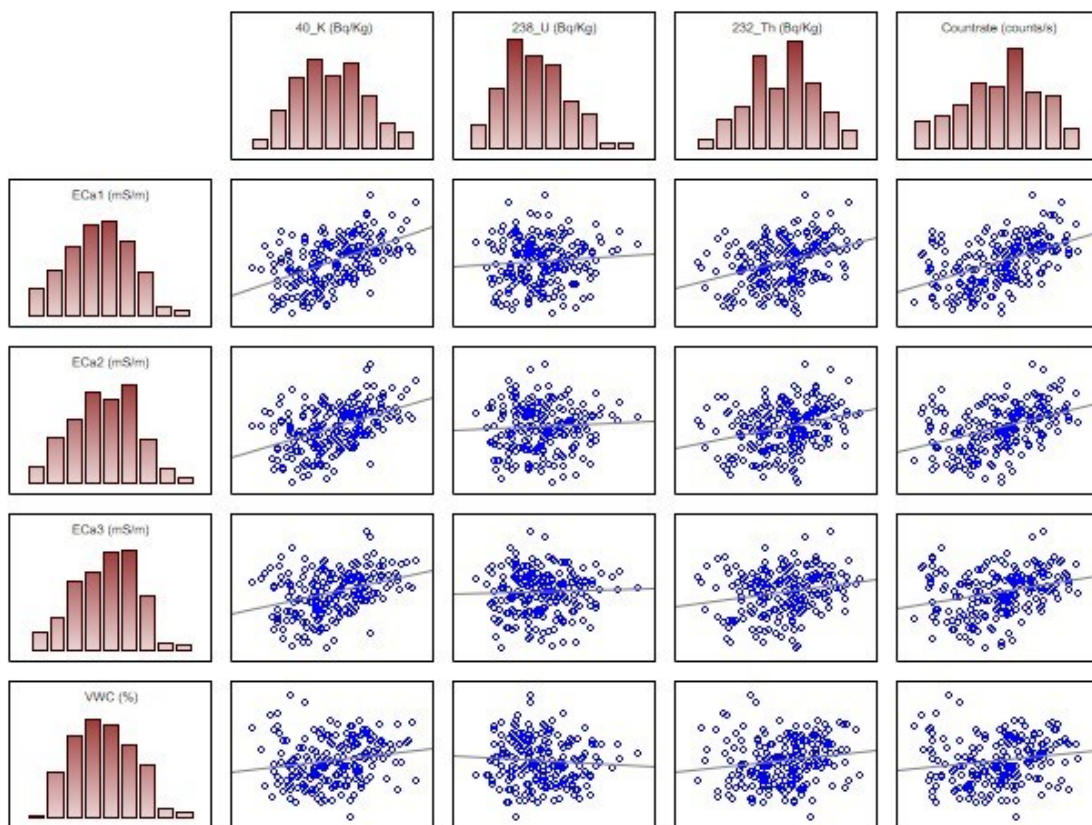 40_K (Bq/Kg)
238_U (Bq/Kg)
232_Th (Bq/Kg)
Countrate (counts/s)
ECa1 (mS/m)
ECa2 (mS/m)
ECa3 (mS/m)
VWC (%)